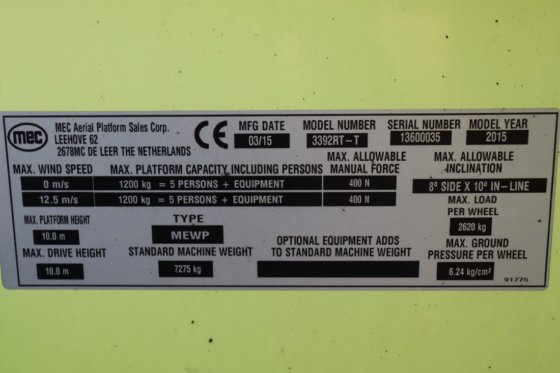 mec
MEC Aerial Platform Sales Corp.
LEEHOVE 62
2678MC DE LEER THE NETHERLANDS
CE
MFG DATE
03/15
MODEL NUMBER
3392RT-T
SERIAL NUMBER
13600035
MODEL YEAR
2015
MAX. WIND SPEED
MAX. PLATFORM CAPACITY INCLUDING PERSONS
MAX. ALLOWABLE
MANUAL FORCE
0 m/s
1200 kg = 5 PERSONS + EQUIPMENT
400 N
12.5 m/s
1200 kg = 5 PERSONS + EQUIPMENT
400 N
MAX. ALLOWABLE
INCLINATION
8º SIDE X 10º IN-LINE
MAX. PLATFORM HEIGHT
10.0 m
TYPE
MEWP
MAX. LOAD
PER WHEEL
2620 kg
MAX. DRIVE HEIGHT
10.0 m
STANDARD MACHINE WEIGHT
7275 kg
OPTIONAL EQUIPMENT ADDS
TO STANDARD MACHINE WEIGHT
MAX. GROUND
PRESSURE PER WHEEL
6.24 kg/cm²
91775